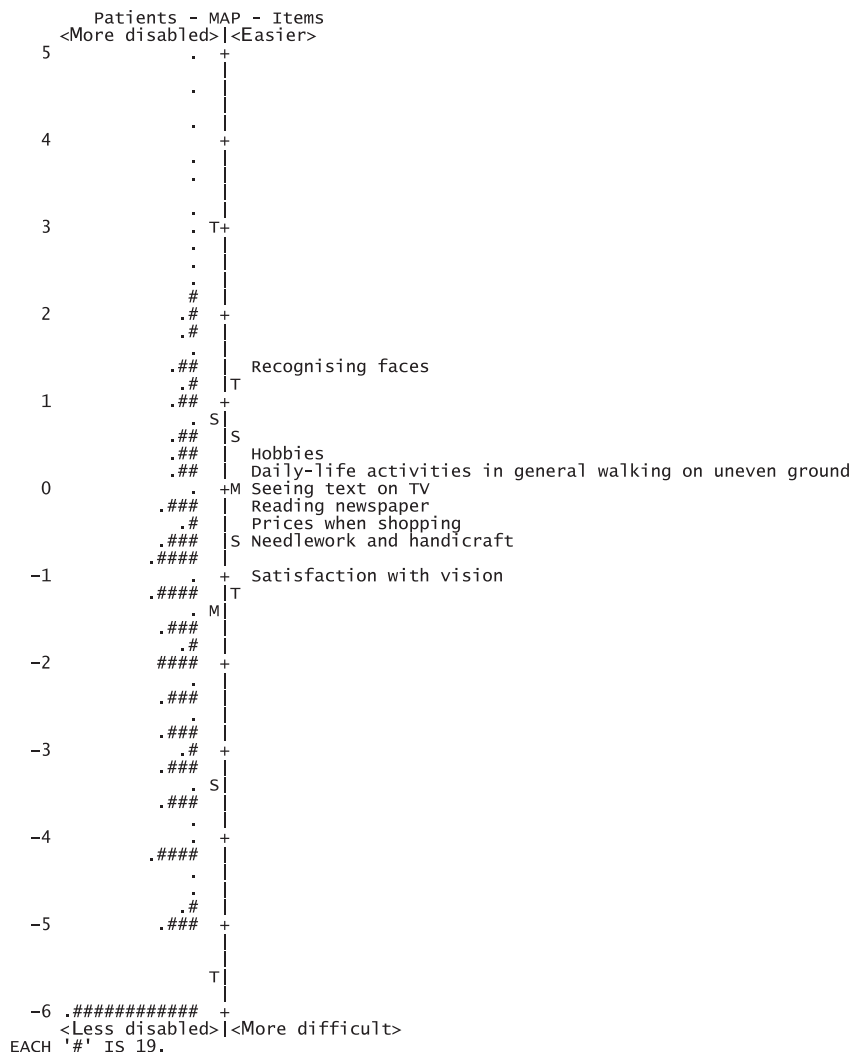 Patients - MAP - Items
<More disabled>|<Easier>
5 . +
|
. |
|
. |
4 +
. |
. |
|
. |
3 . T+
. |
. |
. |
# |
2 .# +
.# |
. |
.## | Recognising faces
.# |T
1 .## +
. S|
.## |S
.## | Hobbies
.## | Daily-life activities in general walking on uneven ground
0 . +M Seeing text on TV
.### | Reading newspaper
.# | Prices when shopping
.### |S Needlework and handicraft
.#### |
−1 . + Satisfaction with vision
.#### |T
. M|
.### |
.# |
−2 #### +
. |
.### |
. |
.### |
−3 .# +
.### |
. S|
.### |
. |
−4 . +
.#### |
. |
. |
.# |
−5 .### +
|
|
T|
|
−6 .############ +
<Less disabled>|<More difficult>
EACH '#' IS 19.